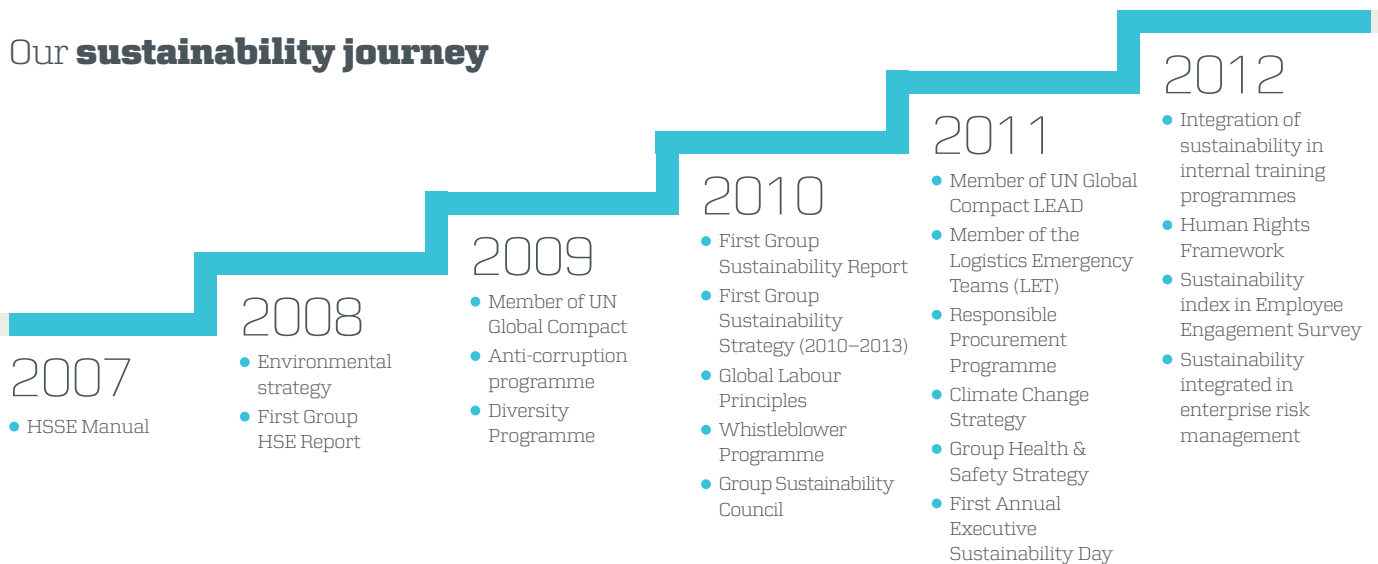 Our sustainability journey
2007
• HSSE Manual
2008
• Environmental
strategy
• First Group
HSE Report
2009
• Member of UN
Global Compact
• Anti-corruption
programme
• Diversity
Programme
2010
• First Group
Sustainability Report
• First Group
Sustainability
Strategy (2010–2013)
• Global Labour
Principles
• Whistleblower
Programme
• Group Sustainability
Council
2011
• Member of UN Global
Compact LEAD
• Member of the
Logistics Emergency
Teams (LET)
• Responsible
Procurement
Programme
• Climate Change
Strategy
• Group Health &
Safety Strategy
• First Annual
Executive
Sustainability Day
2012
• Integration of
sustainability in
internal training
programmes
• Human Rights
Framework
• Sustainability
index in Employee
Engagement Survey
• Sustainability
integrated in
enterprise risk
management